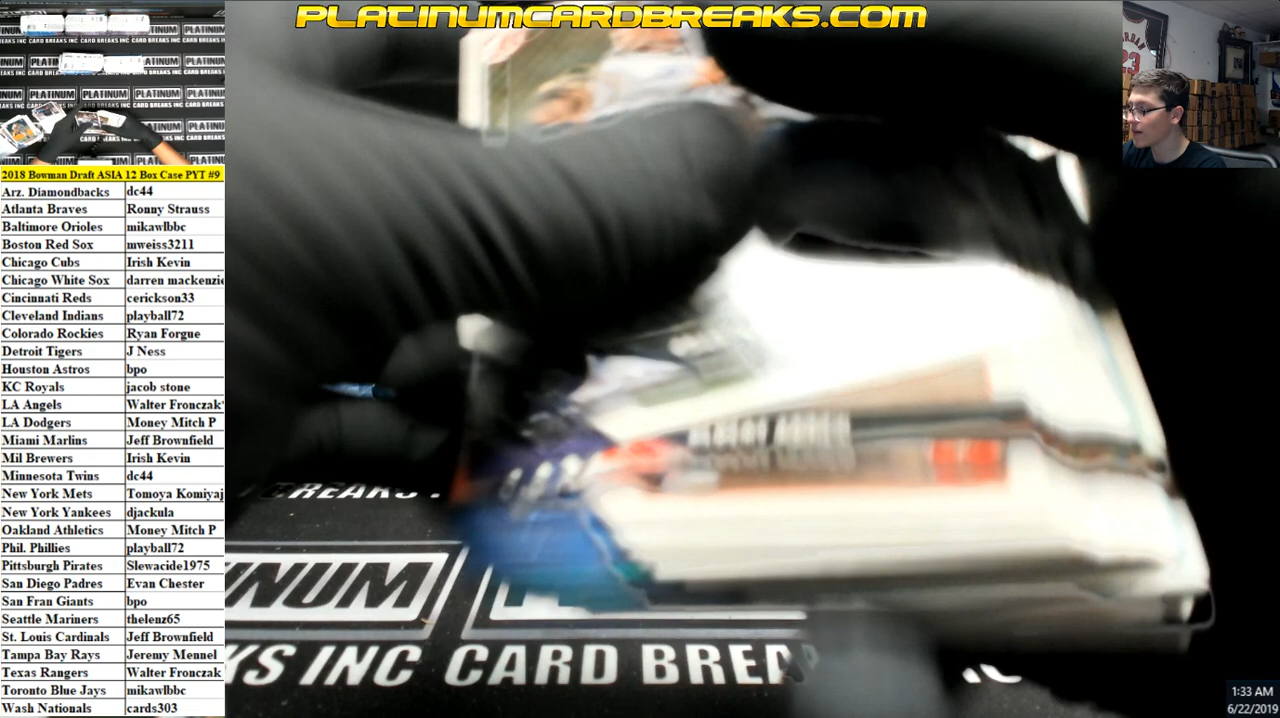 PLATINUMCARDBREAKS.COM
2018 Bowman Draft ASIA 12 Box Case PYT #9
Arz. Diamondbacks dc44
Atlanta Braves Ronny Strauss
Baltimore Orioles mikawlbbc
Boston Red Sox mweiss3211
Chicago Cubs Irish Kevin
Chicago White Sox darren mackenzie
Cincinnati Reds cerickson33
Cleveland Indians playball72
Colorado Rockies Ryan Forgue
Detroit Tigers J Ness
Houston Astros bpo
KC Royals jacob stone
LA Angels Walter Fronczak
LA Dodgers Money Mitch P
Miami Marlins Jeff Brownfield
Mil Brewers Irish Kevin
Minnesota Twins dc44
New York Mets Tomoya Komiyaj
New York Yankees djackula
Oakland Athletics Money Mitch P
Phil. Phillies playball72
Pittsburgh Pirates Slewacide1975
San Diego Padres Evan Chester
San Fran Giants bpo
Seattle Mariners thelenz65
St. Louis Cardinals Jeff Brownfield
Tampa Bay Rays Jeremy Mennel
Texas Rangers Walter Fronczak
Toronto Blue Jays mikawlbbc
Wash Nationals cards303
BREAKS
INUM
KS INC CARD BREA
1:33 AM
6/22/2019